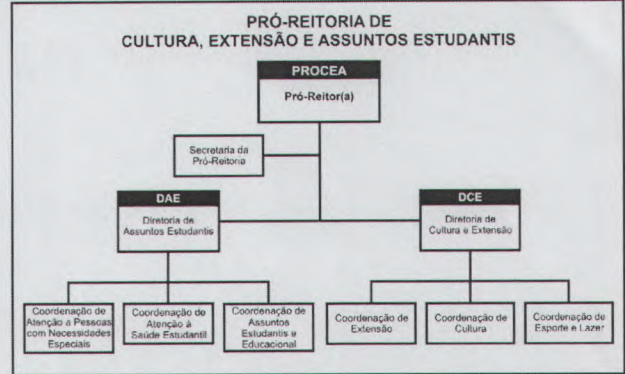 PRÓ-REITORIA DE
CULTURA, EXTENSÃO E ASSUNTOS ESTUDANTIS
PROCEA
Pró-Reitor(a)
Secretaria da
Pró-Reitoria
DAE
Diretoria de
Assuntos Estudantis
DCE
Diretoria de
Cultura e Extensão
Coordenação de
Atenção a Pessoas
com Necessidades
Especiais
Coordenação de
Atenção à
Saúde Estudantil
Coordenação de
Assuntos
Estudantis e
Educacional
Coordenação de
Extensão
Coordenação de
Cultura
Coordenação de
Esporte e Lazer